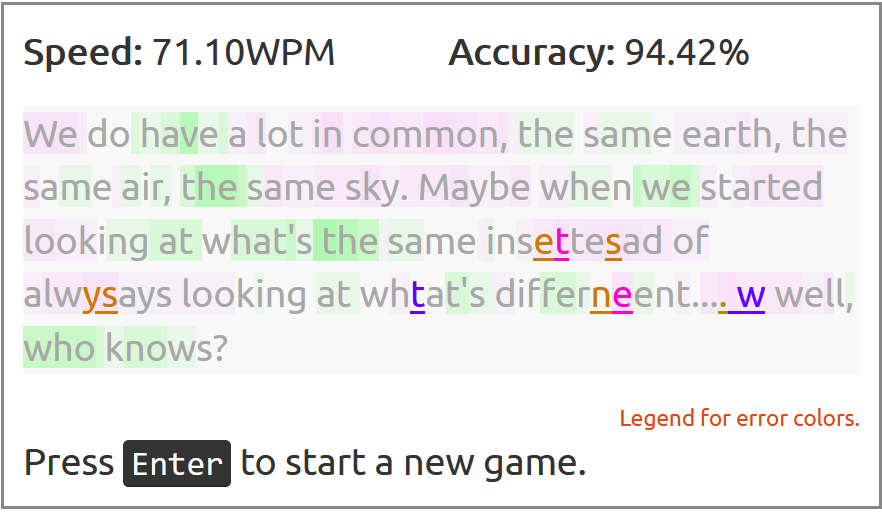 Speed: 71.10WPM Accuracy: 94.42%
We do have a lot in common, the same earth, the
same air, the same sky. Maybe when we started
looking at what's the same insettesad of
alwysays looking at whtat's differneent..... w well,
who knows?
Legend for error colors.
Press Enter to start a new game.